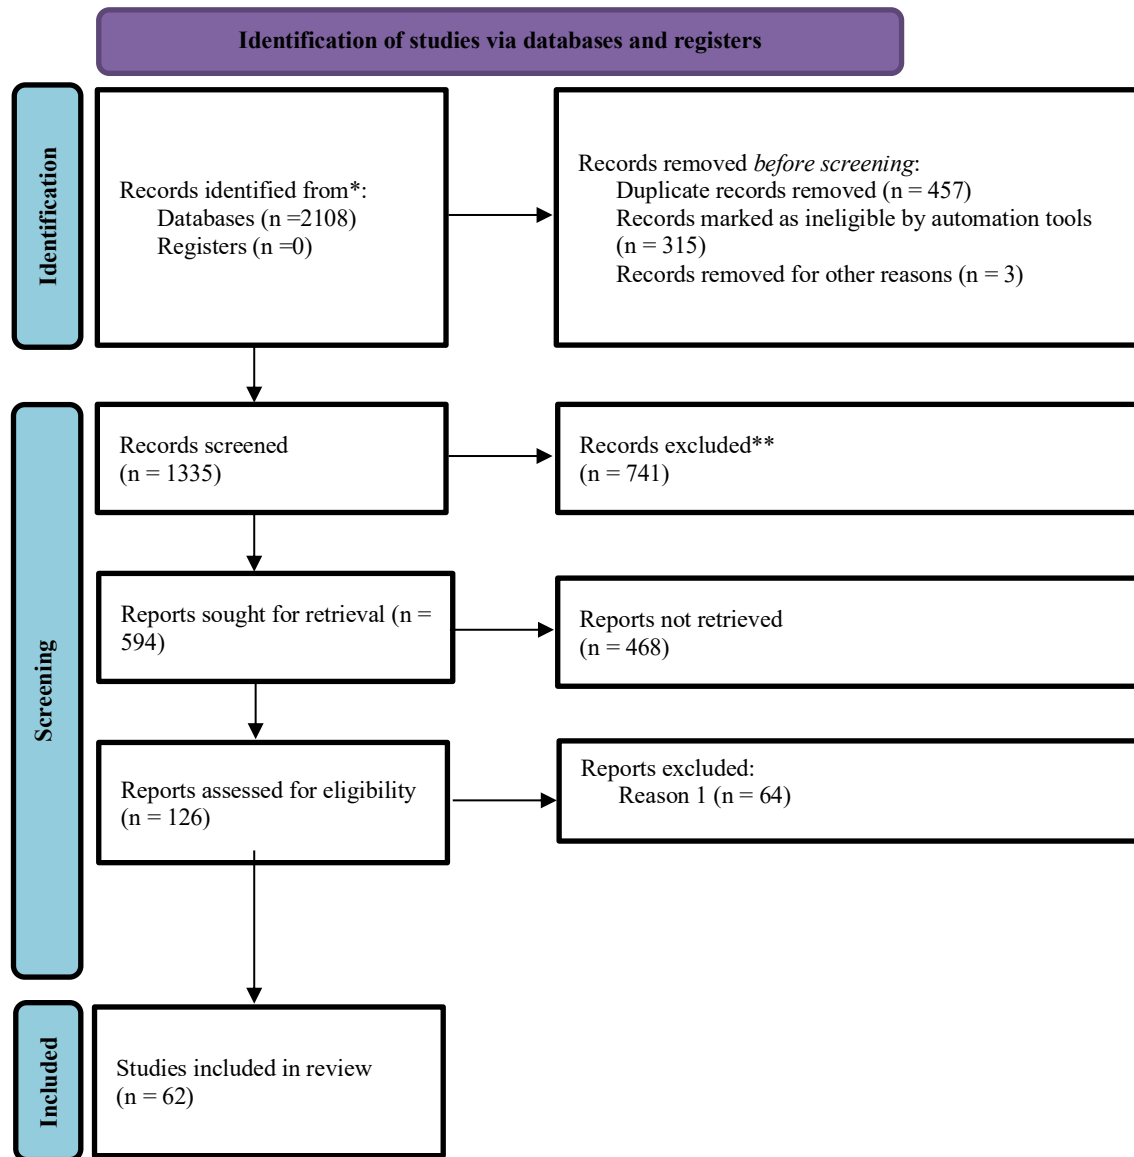 Identification of studies via databases and registers
Identification
Records identified from*:
Databases (n =2108)
Registers (n =0)
Records removed before screening:
Duplicate records removed (n = 457)
Records marked as ineligible by automation tools
(n = 315)
Records removed for other reasons (n = 3)
Screening
Records screened
(n = 1335)
Records excluded**
(n = 741)
Reports sought for retrieval (n =
594)
Reports not retrieved
(n = 468)
Reports assessed for eligibility
(n = 126)
Reports excluded:
Reason 1 (n = 64)
Included
Studies included in review
(n = 62)